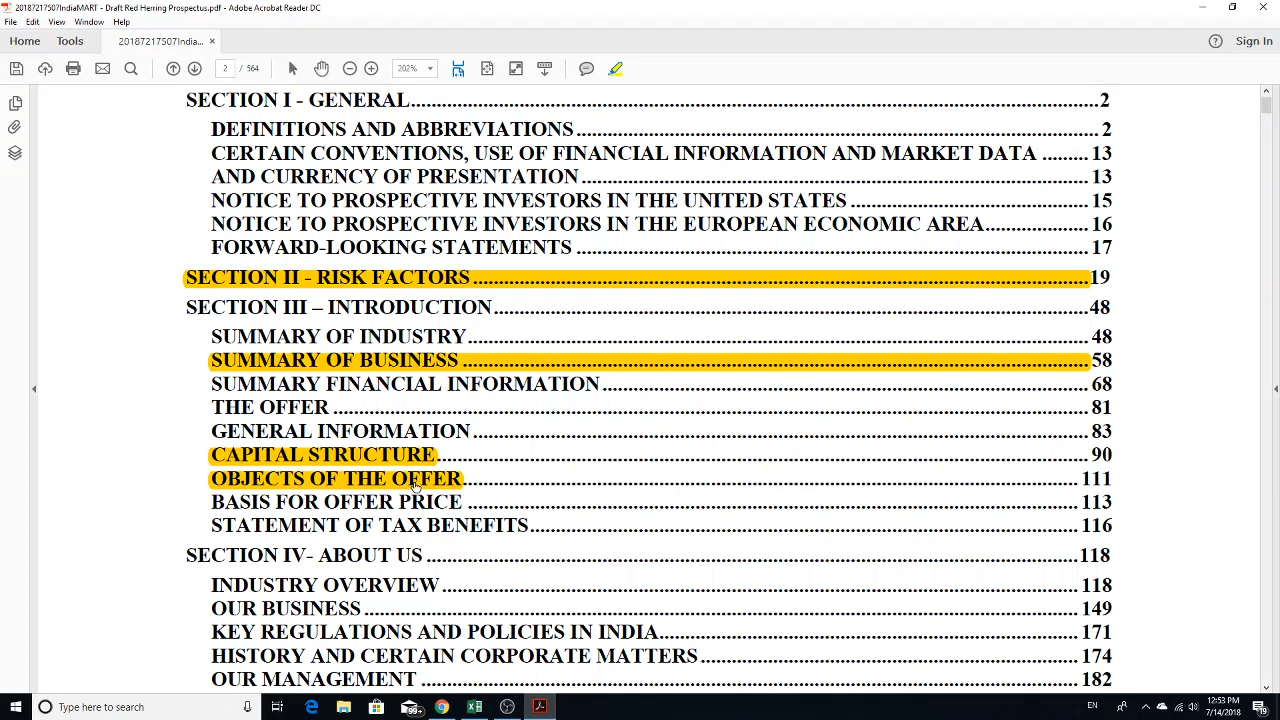 20187217507IndiaMART - Draft Red Herring Prospectus.pdf - Adobe Acrobat Reader DC
File Edit View Window Help
Home Tools 20187217507India... × Sign In
2 / 564 202%
SECTION I - GENERAL 2
DEFINITIONS AND ABBREVIATIONS 2
CERTAIN CONVENTIONS, USE OF FINANCIAL INFORMATION AND MARKET DATA 13
AND CURRENCY OF PRESENTATION 13
NOTICE TO PROSPECTIVE INVESTORS IN THE UNITED STATES 15
NOTICE TO PROSPECTIVE INVESTORS IN THE EUROPEAN ECONOMIC AREA 16
FORWARD-LOOKING STATEMENTS 17
SECTION II - RISK FACTORS 19
SECTION III – INTRODUCTION 48
SUMMARY OF INDUSTRY 48
SUMMARY OF BUSINESS 58
SUMMARY FINANCIAL INFORMATION 68
THE OFFER 81
GENERAL INFORMATION 83
CAPITAL STRUCTURE 90
OBJECTS OF THE OFFER 111
BASIS FOR OFFER PRICE 113
STATEMENT OF TAX BENEFITS 116
SECTION IV- ABOUT US 118
INDUSTRY OVERVIEW 118
OUR BUSINESS 149
KEY REGULATIONS AND POLICIES IN INDIA 171
HISTORY AND CERTAIN CORPORATE MATTERS 174
OUR MANAGEMENT 182
Type here to search
99+
EN
12:53 PM
7/14/2018
19